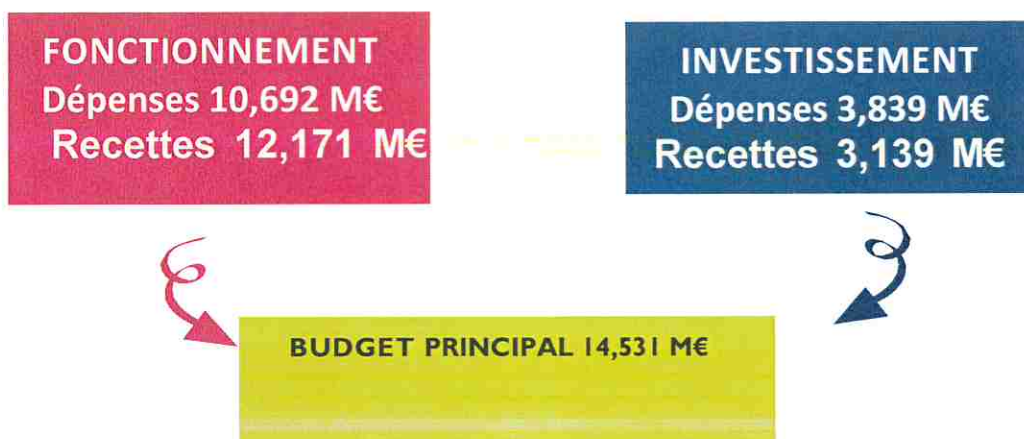 FONCTIONNEMENT
Dépenses 10,692 M€
Recettes 12,171 M€
INVESTISSEMENT
Dépenses 3,839 M€
Recettes 3,139 M€
BUDGET PRINCIPAL 14,531 M€